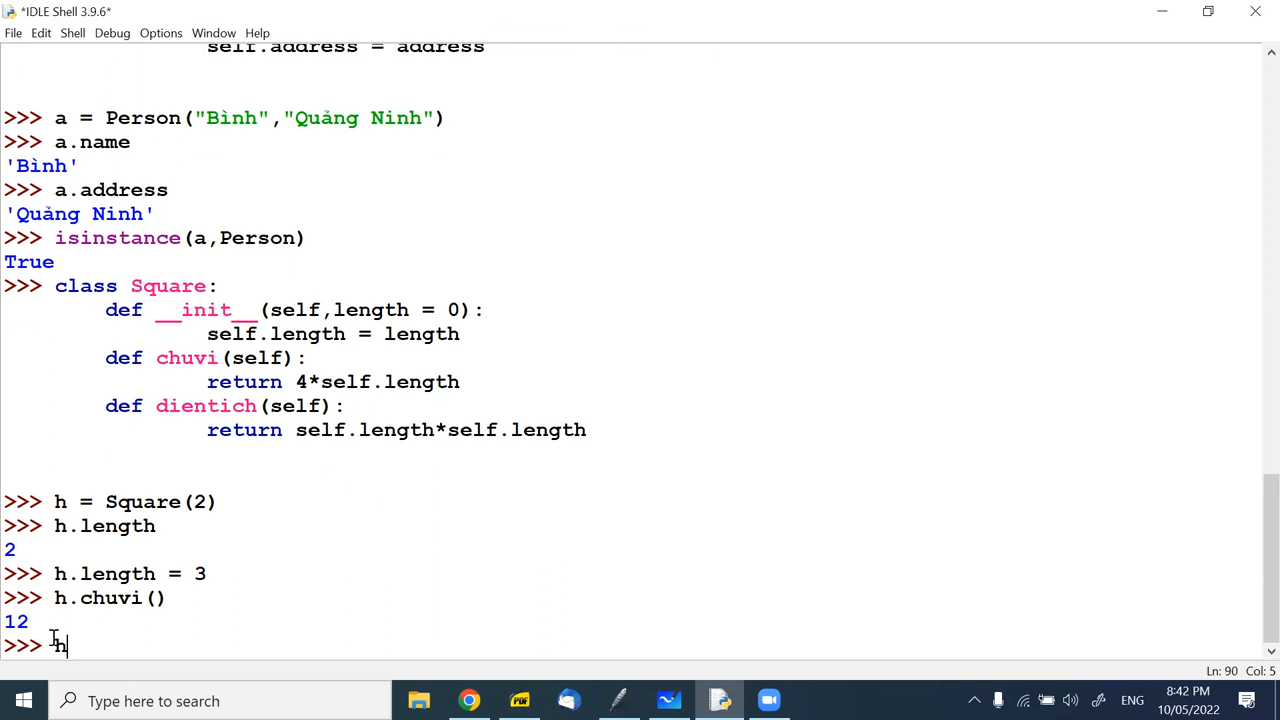 *IDLE Shell 3.9.6*
File Edit Shell Debug Options Window Help
self.address = address
>>> a = Person("Bình","Quảng Ninh")
>>> a.name
'Bình'
>>> a.address
'Quảng Ninh'
>>> isinstance(a,Person)
True
>>> class Square:
def __init__(self,length = 0):
self.length = length
def chuvi(self):
return 4*self.length
def dientich(self):
return self.length*self.length
>>> h = Square(2)
>>> h.length
2
>>> h.length = 3
>>> h.chuvi()
12
>>> h
Ln: 90 Col: 5
Type here to search
PDF
ENG
8:42 PM
10/05/2022